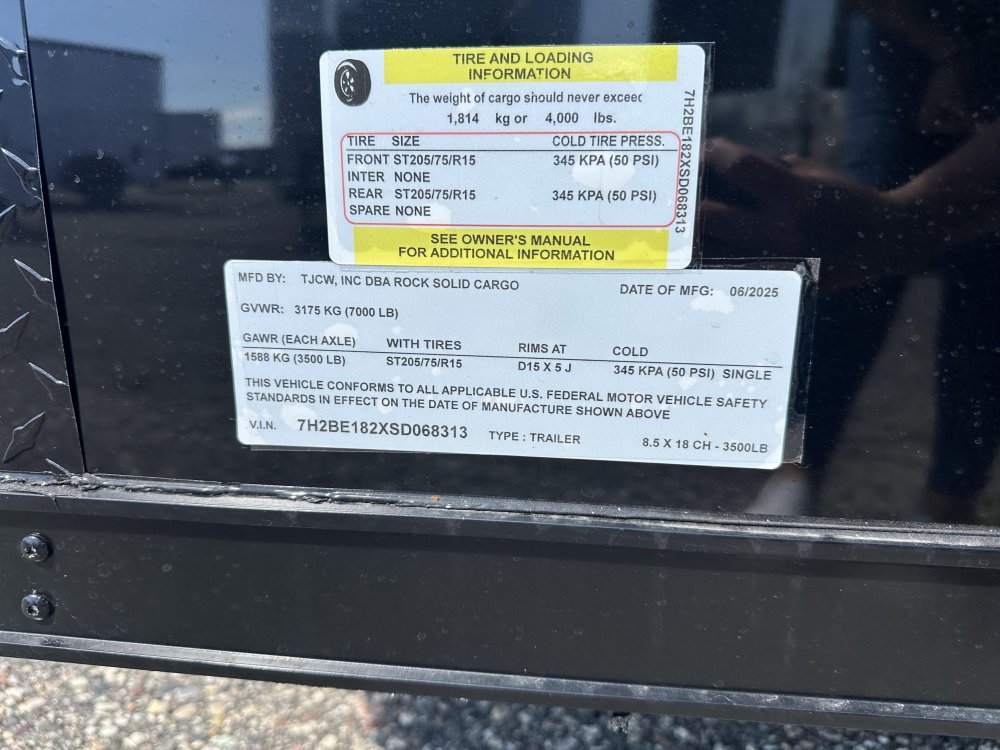 TIRE AND LOADING
INFORMATION
The weight of cargo should never exceed
1,814 kg or 4,000 lbs.
TIRE SIZE COLD TIRE PRESS.
FRONT ST205/75/R15 345 KPA (50 PSI)
INTER NONE
REAR ST205/75/R15 345 KPA (50 PSI)
SPARE NONE
SEE OWNER'S MANUAL
FOR ADDITIONAL INFORMATION
7H2BE182XSD068313
MFD BY: TJCW, INC DBA ROCK SOLID CARGO DATE OF MFG: 06/2025
GVWR: 3175 KG (7000 LB)
GAWR (EACH AXLE) WITH TIRES RIMS AT COLD
1588 KG (3500 LB) ST205/75/R15 D15 X 5 J 345 KPA (50 PSI) SINGLE
THIS VEHICLE CONFORMS TO ALL APPLICABLE U.S. FEDERAL MOTOR VEHICLE SAFETY
STANDARDS IN EFFECT ON THE DATE OF MANUFACTURE SHOWN ABOVE
V.I.N. 7H2BE182XSD068313 TYPE : TRAILER 8.5 X 18 CH - 3500LB